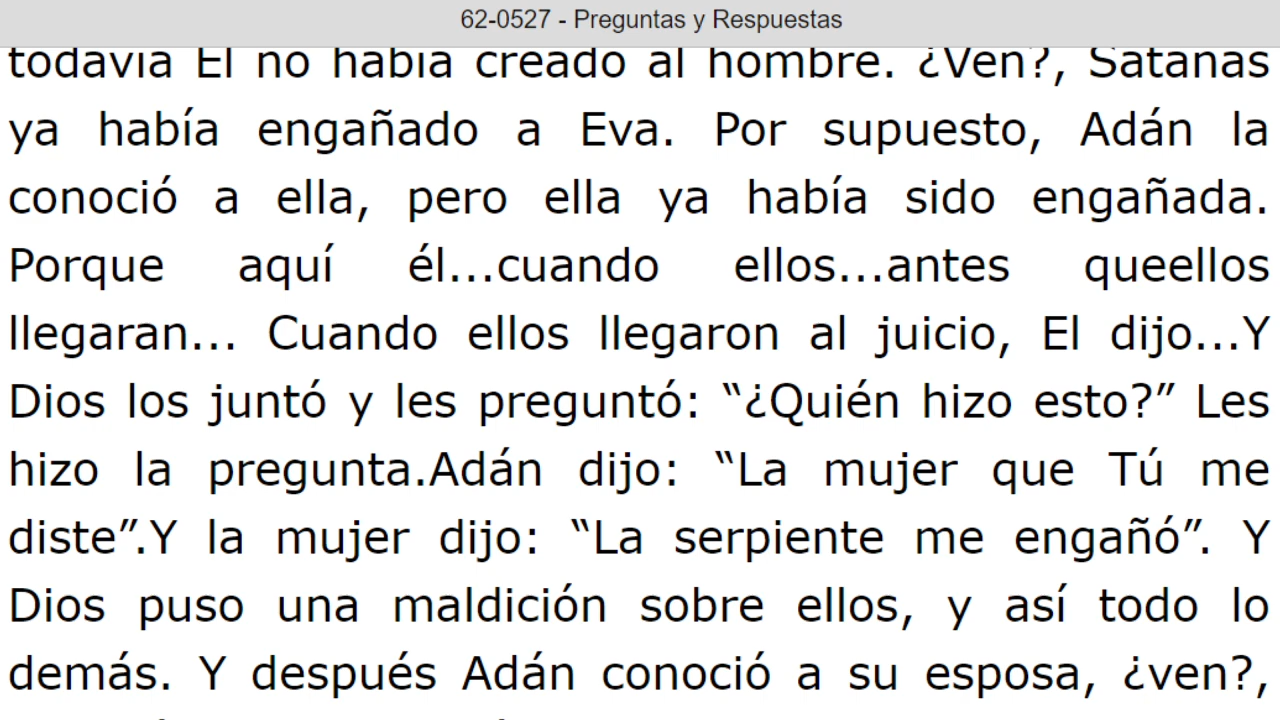 62-0527 - Preguntas y Respuestas
todavía El no había creado al hombre. ¿Ven?, Satanás
ya había engañado a Eva. Por supuesto, Adán la
conoció a ella, pero ella ya había sido engañada.
Porque aquí él...cuando ellos...antes queellos
llegaran... Cuando ellos llegaron al juicio, El dijo...Y
Dios los juntó y les preguntó: “¿Quién hizo esto?” Les
hizo la pregunta.Adán dijo: “La mujer que Tú me
diste”.Y la mujer dijo: “La serpiente me engañó”. Y
Dios puso una maldición sobre ellos, y así todo lo
demás. Y después Adán conoció a su esposa, ¿ven?,